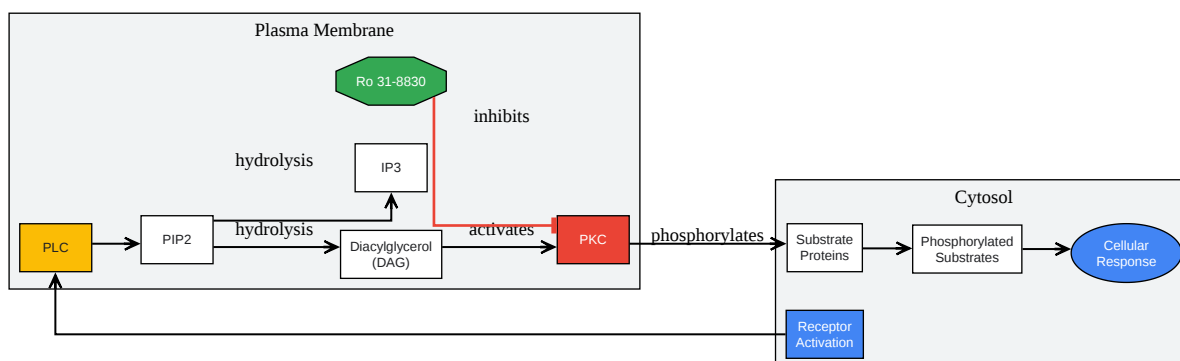 Plasma Membrane
Ro 31-8830
inhibits
hydrolysis
IP3
PLC
PIP2
hydrolysis
Diacylglycerol
(DAG)
activates
PKC
phosphorylates
Cytosol
Substrate
Proteins
Phosphorylated
Substrates
Cellular
Response
Receptor
Activation